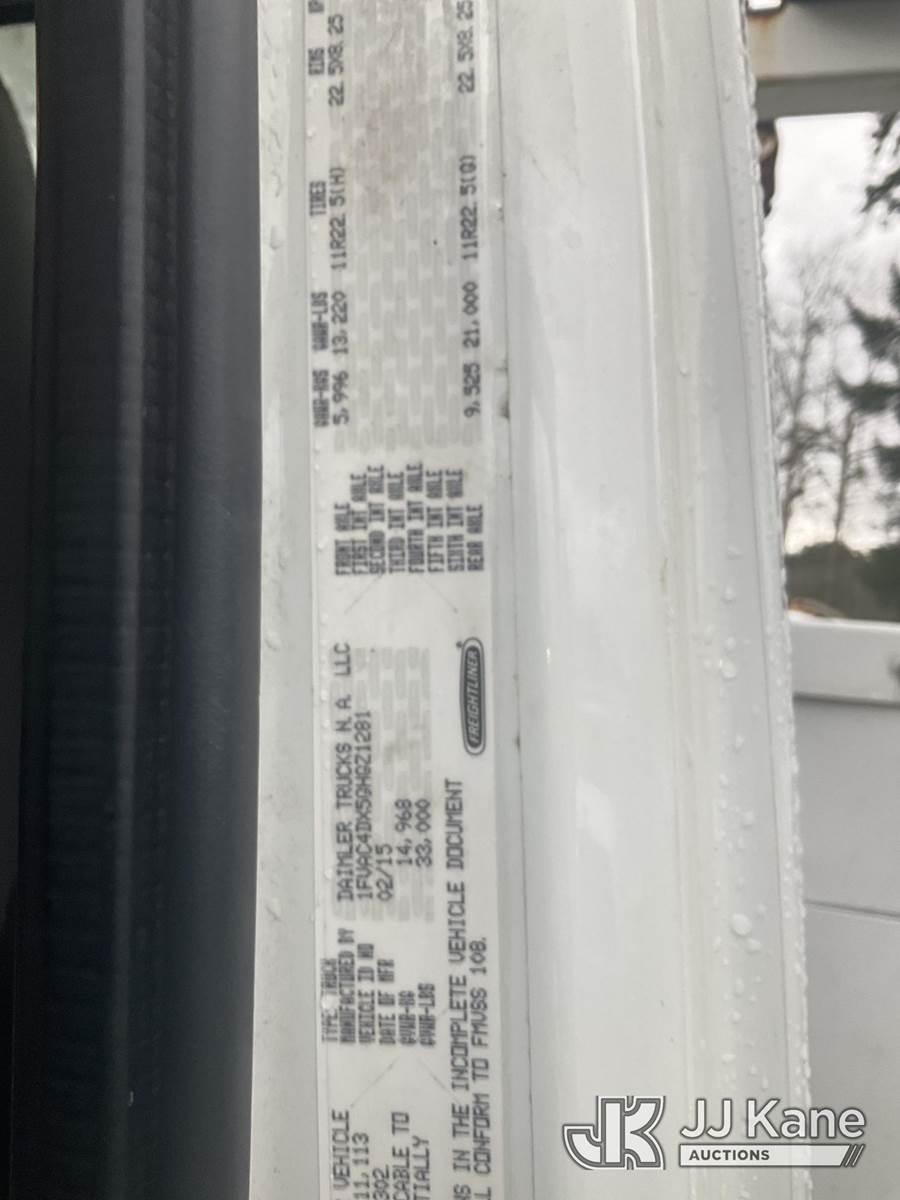 VEHICLE
11,113
302
CABLE TO
TIALLY
MS IN THE INCOMPLETE VEHICLE DOCUMENT
L CONFORM TO FMVSS 108.
TYPE TRUCK
MANUFACTURED BY DAIMLER TRUCKS N.A. LLC
VEHICLE ID NO 1FVAC4DX5GHGZ1281
DATE OF MFR 02/15
GVWR-KG 14,968
GVWR-LBS 33,000
FREIGHTLINER
GAWR-KGS GAWR-LBS TIRES RIMS
FRONT AXLE 5,996 13,220 11R22.5(H) 22.5X8.25
FIRST INT AXLE
SECOND INT AXLE
THIRD INT AXLE
FOURTH INT AXLE
FIFTH INT AXLE
SIXTH INT AXLE
REAR AXLE 9,525 21,000 11R22.5(G) 22.5X8.25
JK JJ Kane
AUCTIONS